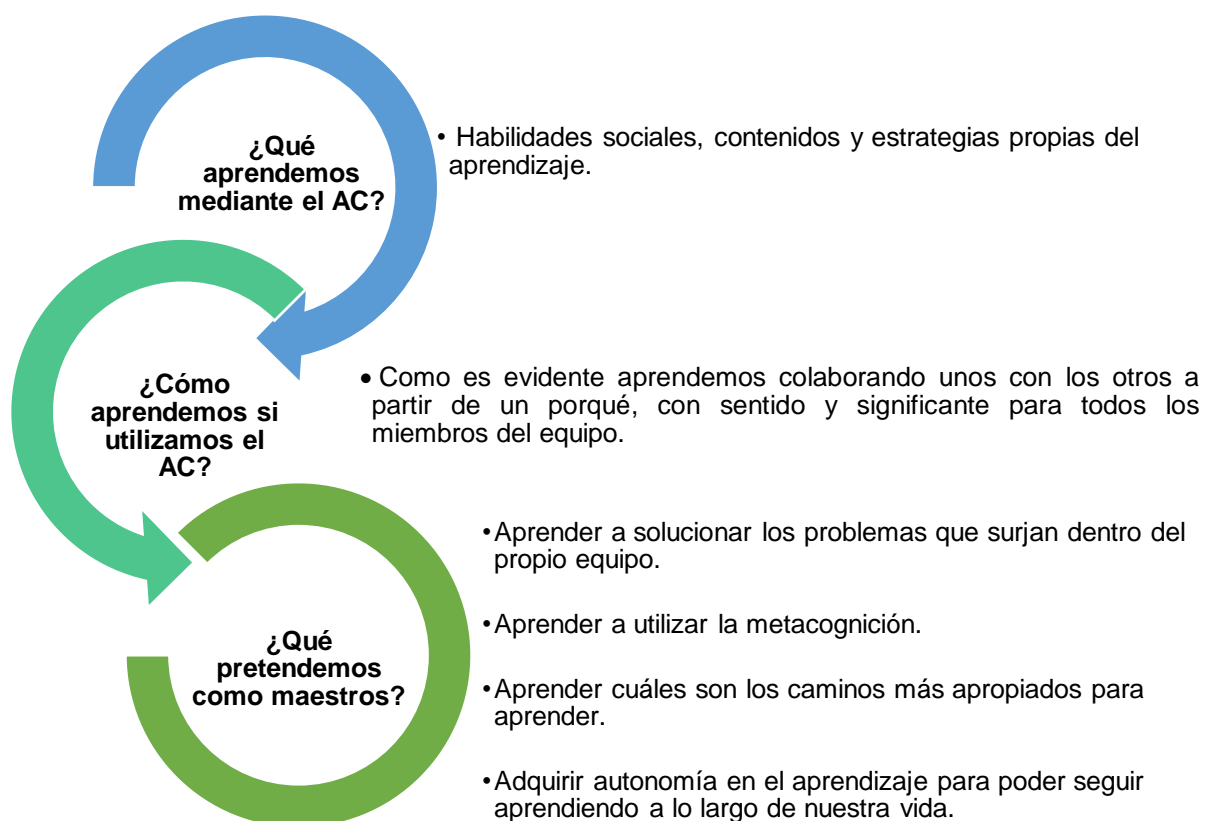 ¿Qué
aprendemos
mediante el AC?
• Habilidades sociales, contenidos y estrategias propias del
aprendizaje.
¿Cómo
aprendemos si
utilizamos el
AC?
• Como es evidente aprendemos colaborando unos con los otros a
partir de un porqué, con sentido y significante para todos los
miembros del equipo.
¿Qué
pretendemos
como maestros?
•Aprender a solucionar los problemas que surjan dentro del
propio equipo.
•Aprender a utilizar la metacognición.
•Aprender cuáles son los caminos más apropiados para
aprender.
•Adquirir autonomía en el aprendizaje para poder seguir
aprendiendo a lo largo de nuestra vida.